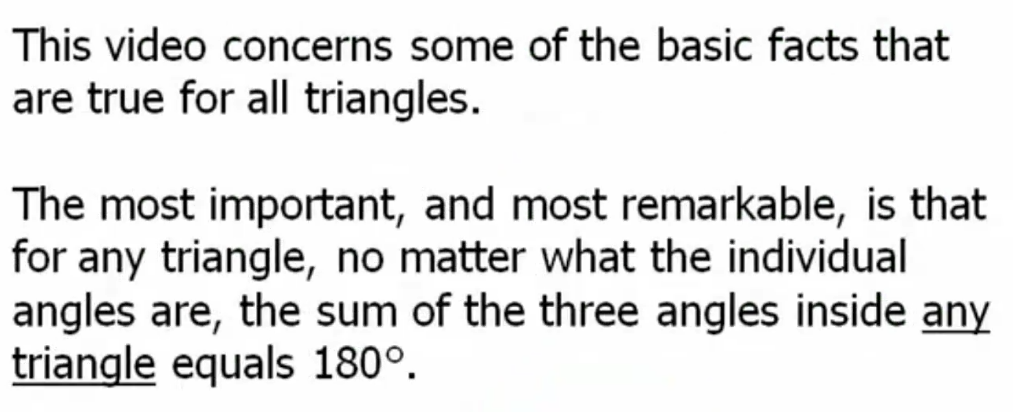 This video concerns some of the basic facts that
are true for all triangles.
The most important, and most remarkable, is that
for any triangle, no matter what the individual
angles are, the sum of the three angles inside any
triangle equals 180°.